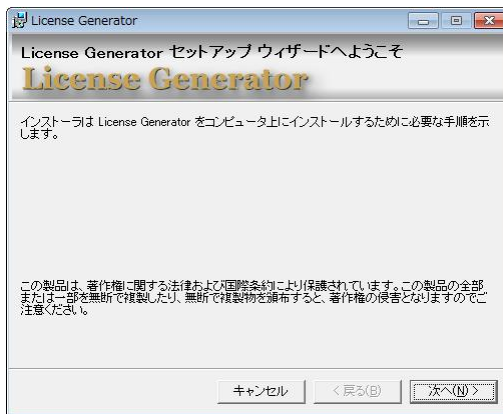 License Generator
License Generator セットアップ ウィザードへようこそ
License Generator
インストーラは License Generator をコンピュータ上にインストールするために必要な手順を示
します。
この製品は、著作権に関する法律および国際条約により保護されています。この製品の全部
または一部を無断で複製したり、無断で複製物を頒布すると、著作権の侵害となりますのでご
注意ください。
キャンセル < 戻る(B) 次へ(N) >